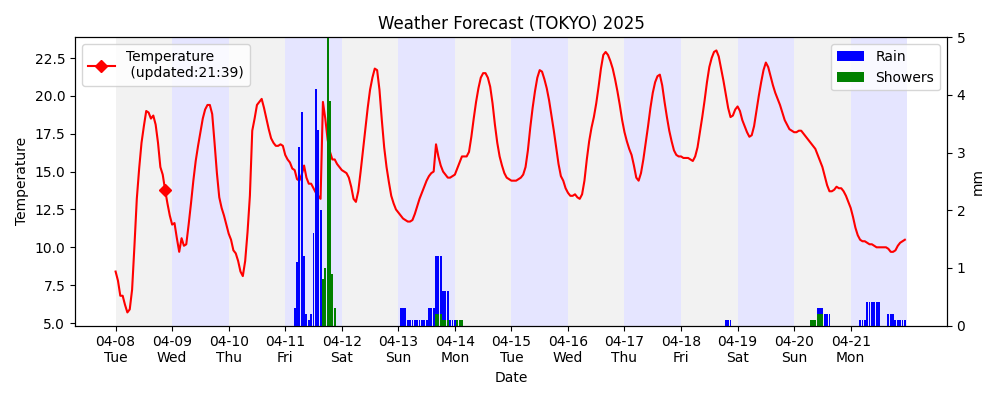 Weather Forecast (TOKYO) 2025
Temperature
(updated:21:39)
Rain
Showers
Temperature
22.5
20.0
17.5
15.0
12.5
10.0
7.5
5.0
5
4
3
2
1
0
mm
04-08 04-09 04-10 04-11 04-15 04-13 04-14 04-15 04-16 04-17 04-18 04-19 04-20 04-21
Tue Wed Thu Fri Sat Sun Mon Tue Wed Thu Fri Sat Sun Mon
Date